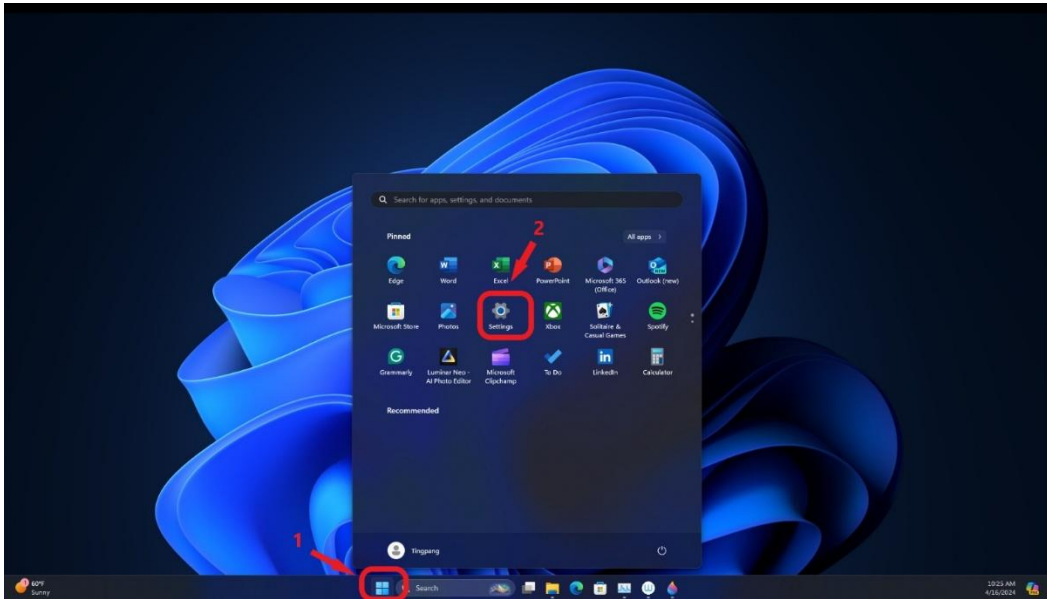 Search for apps, settings, and documents
2
Pinned
All apps >
Edge
Word
Excel
PowerPoint
Microsoft 365
(Office)
Outlook (new)
Microsoft Store
Photos
Settings
Xbox
Solitaire &
Casual Games
Spotify
Grammarly
Luminar Neo -
AI Photo Editor
Microsoft
Clipchamp
To Do
LinkedIn
Calculator
Recommended
1
Tingpang
60°F
Sunny
Search
10:25 AM
4/16/2024